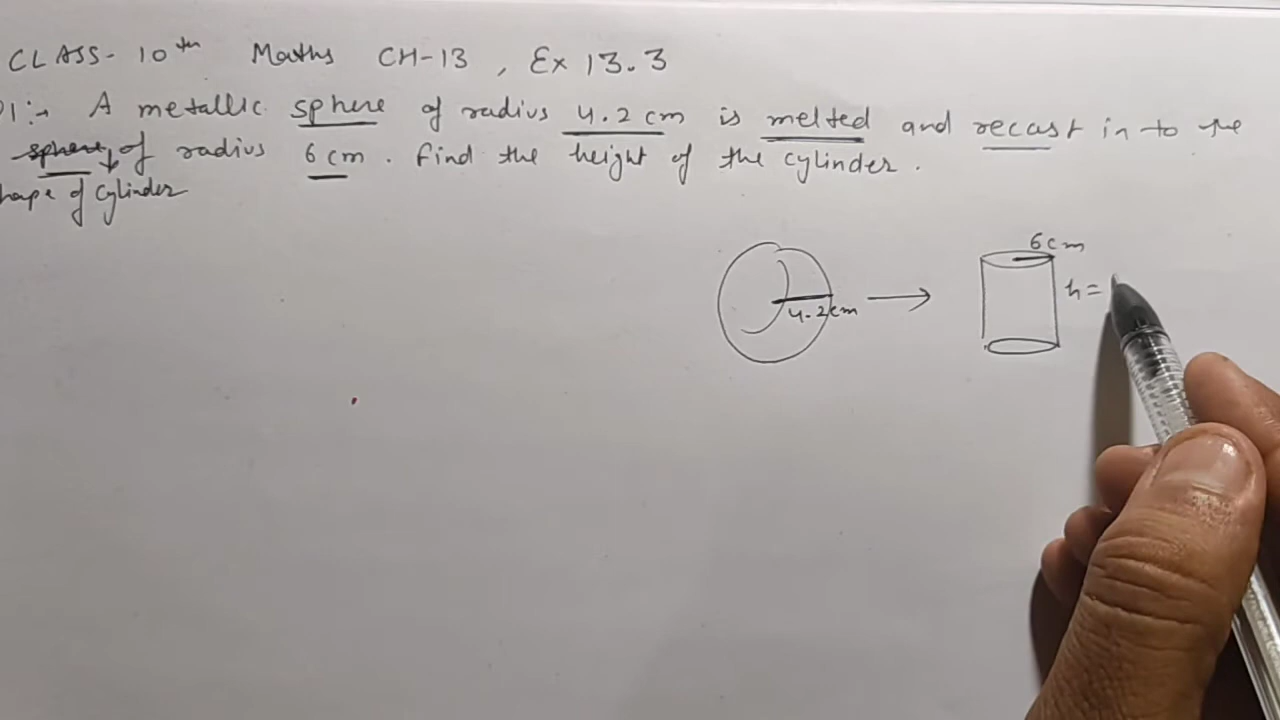 CLASS- 10th Maths CH-13 , Ex 13.3
A metallic sphere of radius 4.2 cm is melted and recast in to the
sphere of radius 6 cm . Find the height of the cylinder .
of cylinder
6cm
h =
4.2cm